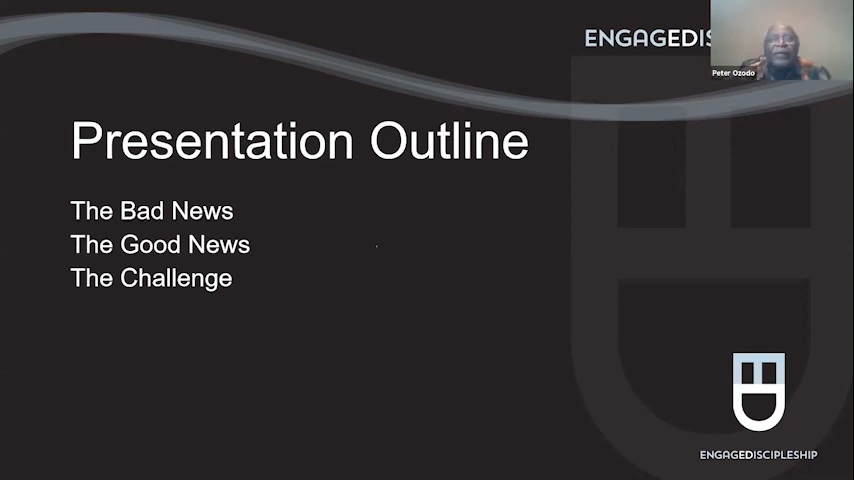 ENGAGEDIS
Peter Ozodo
Presentation Outline
The Bad News
The Good News
The Challenge
ENGAGEDISCIPLESHIP